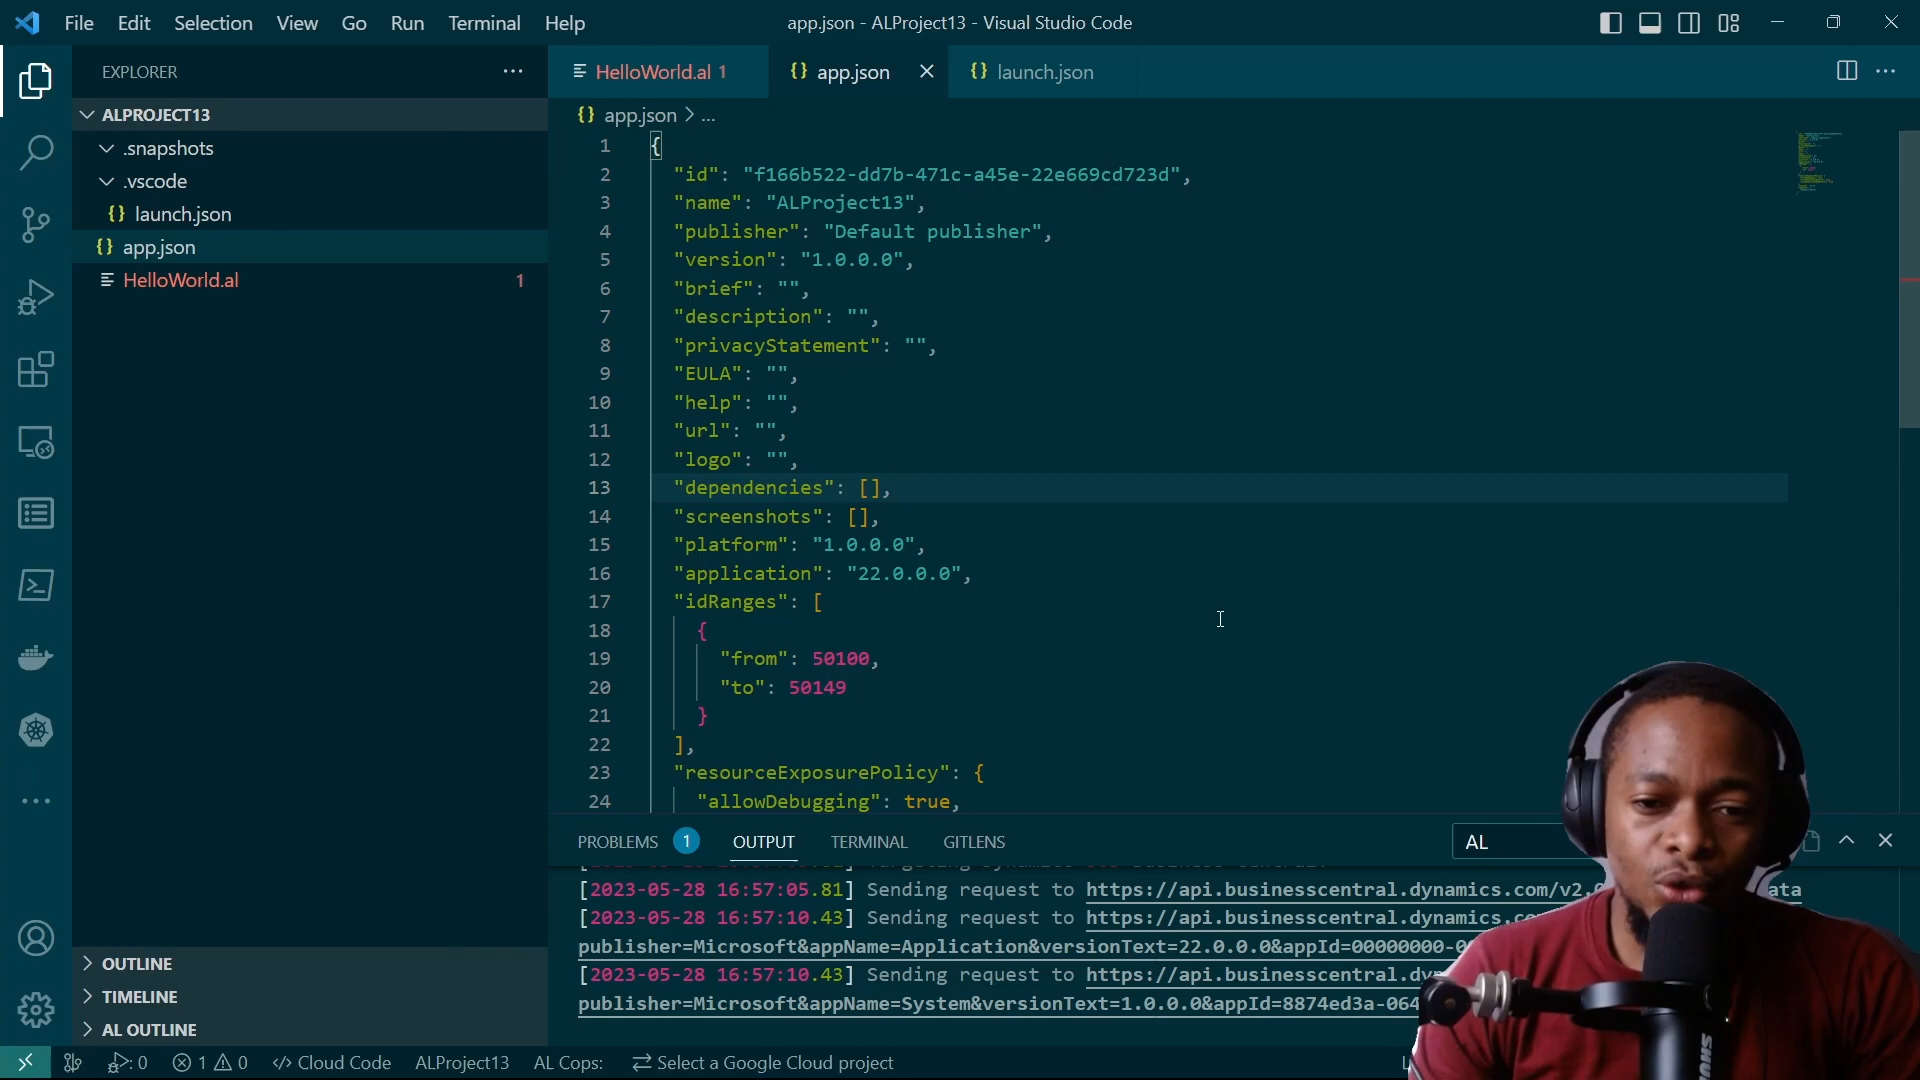 File Edit Selection View Go Run Terminal Help
app.json - ALProject13 - Visual Studio Code
EXPLORER
ALPROJECT13
.snapshots
.vscode
{} launch.json
{} app.json
HelloWorld.al 1
OUTLINE
TIMELINE
AL OUTLINE
HelloWorld.al 1
{} app.json
{} launch.json
{} app.json > ...
1 {
2 "id": "f166b522-dd7b-471c-a45e-22e669cd723d",
3 "name": "ALProject13",
4 "publisher": "Default publisher",
5 "version": "1.0.0.0",
6 "brief": "",
7 "description": "",
8 "privacyStatement": "",
9 "EULA": "",
10 "help": "",
11 "url": "",
12 "logo": "",
13 "dependencies": [],
14 "screenshots": [],
15 "platform": "1.0.0.0",
16 "application": "22.0.0.0",
17 "idRanges": [
18 {
19 "from": 50100,
20 "to": 50149
21 }
22 ],
23 "resourceExposurePolicy": {
24 "allowDebugging": true,
PROBLEMS 1 OUTPUT TERMINAL GITLENS
AL
[2023-05-28 16:57:05.81] Sending request to https://api.businesscentral.dynamics.com/v2. ata
[2023-05-28 16:57:10.43] Sending request to https://api.businesscentral.dynamics.co
publisher=Microsoft&appName=Application&versionText=22.0.0.0&appId=00000000-0
[2023-05-28 16:57:10.43] Sending request to https://api.businesscentral.dy
publisher=Microsoft&appName=System&versionText=1.0.0.0&appId=8874ed3a-064
0 1 0 Cloud Code ALProject13 AL Cops: Select a Google Cloud project
SHURE